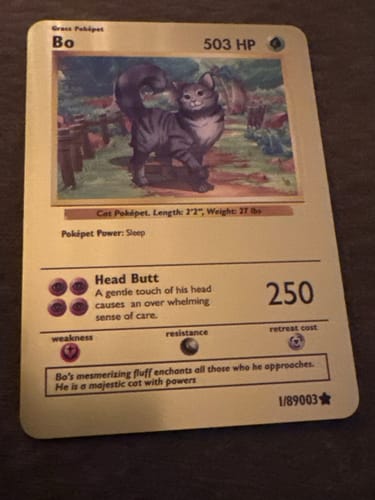 Grass Poképet
Bo 503 HP
Cat Poképet. Length: 2'2", Weight: 27 lbs
Poképet Power: Sleep
Head Butt
A gentle touch of his head
causes an over whelming
sense of care.
250
weakness resistance retreat cost
Bo's mesmerizing fluff enchants all those who he approaches.
He is a majestic cat with powers
1/89003